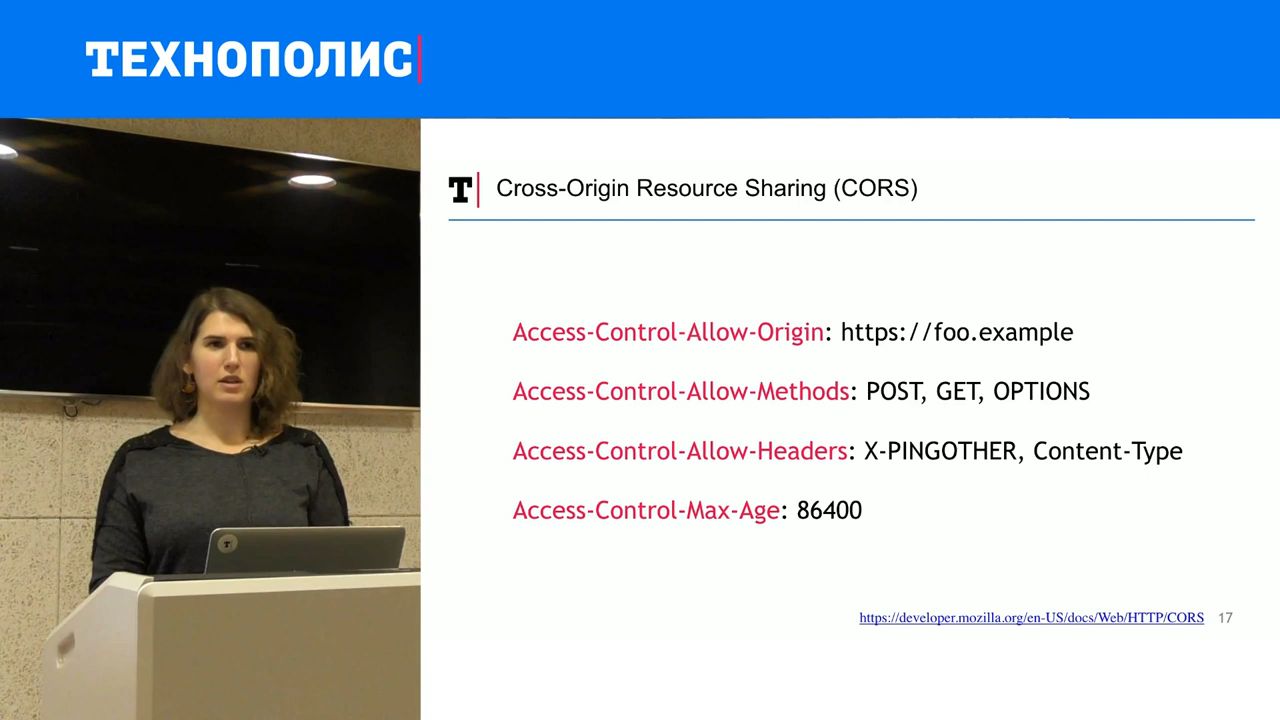 ТЕХНОПОЛИС
T Cross-Origin Resource Sharing (CORS)
Access-Control-Allow-Origin: https://foo.example
Access-Control-Allow-Methods: POST, GET, OPTIONS
Access-Control-Allow-Headers: X-PINGOTHER, Content-Type
Access-Control-Max-Age: 86400
https://developer.mozilla.org/en-US/docs/Web/HTTP/CORS 17
T